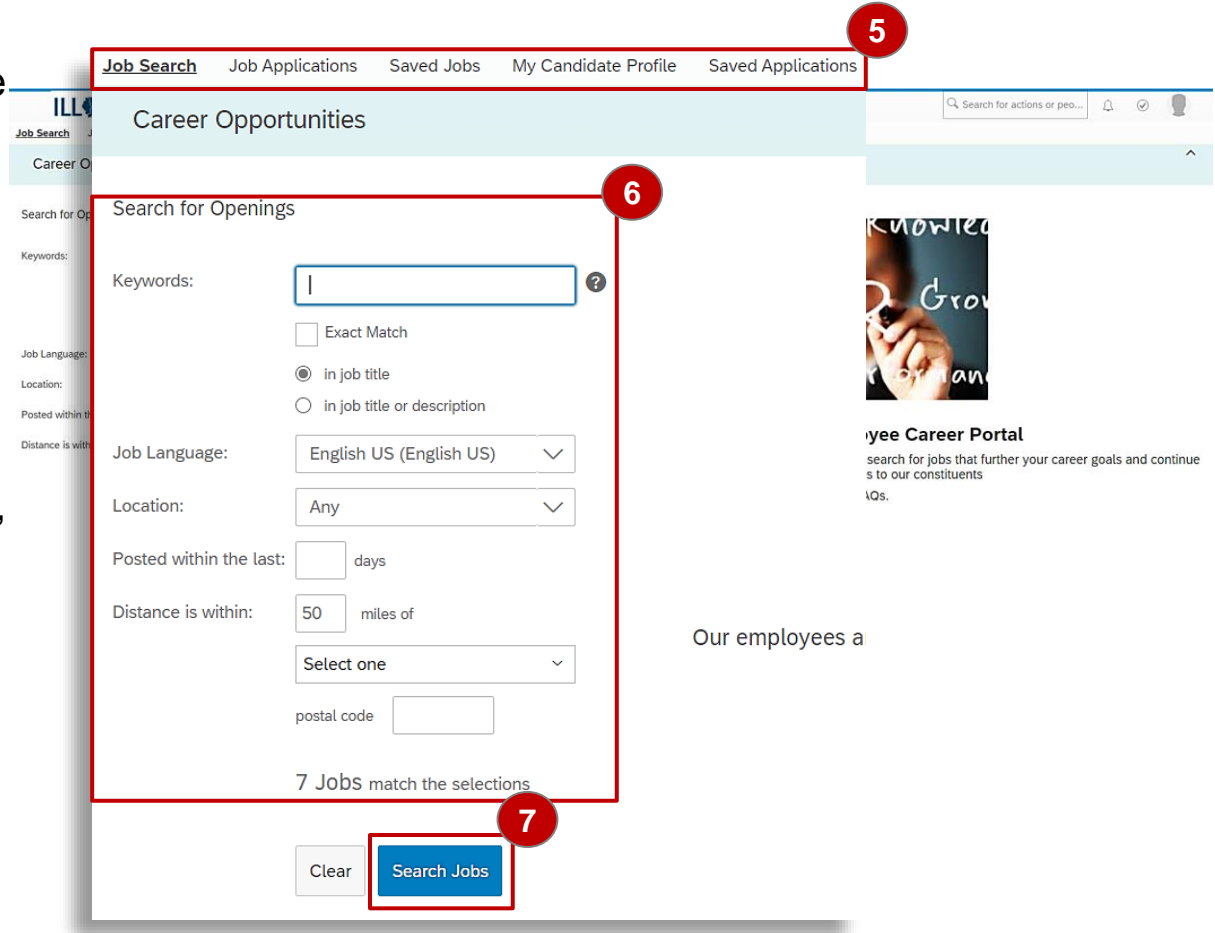 5
Job Search Job Applications Saved Jobs My Candidate Profile Saved Applications
e
ILL
Search for actions or peo...
Job Search J
Career Opportunities
Career O
6
Search for Openings
Search for Op
Knowled
Keywords:
Keywords:
Grow
Exact Match
in job title
Job Language:
rforman
Location:
in job title or description
Posted within th
yee Career Portal
Distance is with
Job Language: English US (English US)
search for jobs that further your career goals and continue
s to our constituents
AQs.
Location: Any
,
Posted within the last: days
Distance is within: 50 miles of
Our employees a
Select one
postal code
7 Jobs match the selections
7
Clear Search Jobs